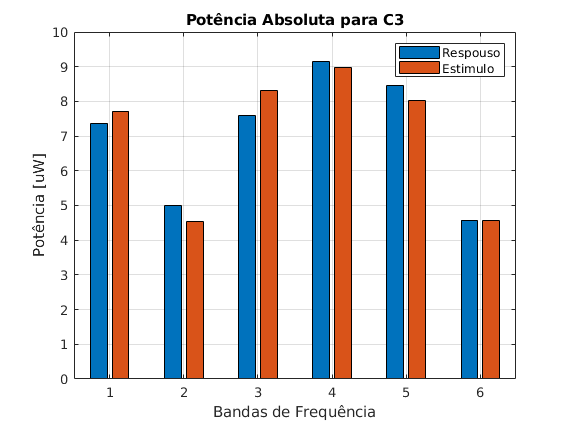 Potência Absoluta para C3
Respouso
Estimulo
Potência [uW]
10
9
8
7
6
5
4
3
2
1
0
1 2 3 4 5 6
Bandas de Frequência